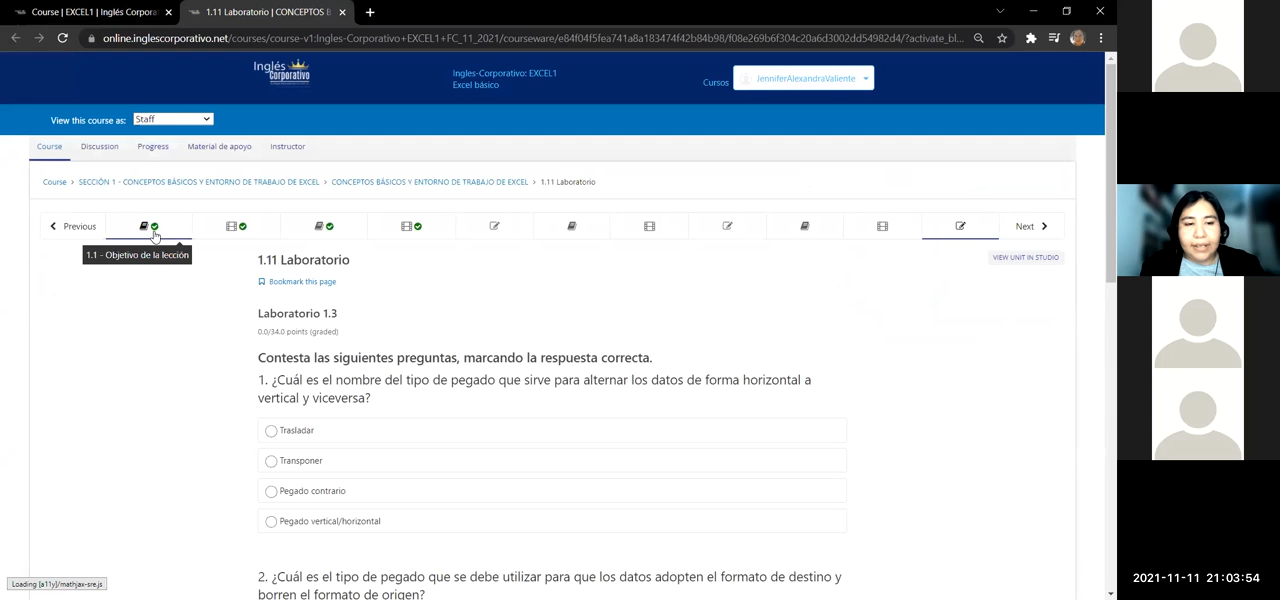 Course | EXCEL1 | Inglés Corpora
1.11 Laboratorio | CONCEPTOS B
online.inglescorporativo.net/courses/course-v1:Ingles-Corporativo+EXCEL1+FC_11_2021/courseware/e84f04f5fea741a8a183474f42b84b98/f08e269b6f304c20a6d3002dd54982d4/?activate_bl...
Inglés
Corporativo
Ingles-Corporativo: EXCEL1
Excel básico
Cursos
JenniferAlexandraValiente
View this course as:
Staff
Course
Discussion
Progress
Material de apoyo
Instructor
Course > SECCIÓN 1 - CONCEPTOS BÁSICOS Y ENTORNO DE TRABAJO DE EXCEL > CONCEPTOS BÁSICOS Y ENTORNO DE TRABAJO DE EXCEL > 1.11 Laboratorio
Previous
Next
1.1 - Objetivo de la lección
1.11 Laboratorio
VIEW UNIT IN STUDIO
Bookmark this page
Laboratorio 1.3
0.0/34.0 points (graded)
Contesta las siguientes preguntas, marcando la respuesta correcta.
1. ¿Cuál es el nombre del tipo de pegado que sirve para alternar los datos de forma horizontal a
vertical y viceversa?
Trasladar
Transponer
Pegado contrario
Pegado vertical/horizontal
2. ¿Cuál es el tipo de pegado que se debe utilizar para que los datos adopten el formato de destino y
borren el formato de origen?
Loading [a11y]/mathjax-sre.js
2021-11-11 21:03:54